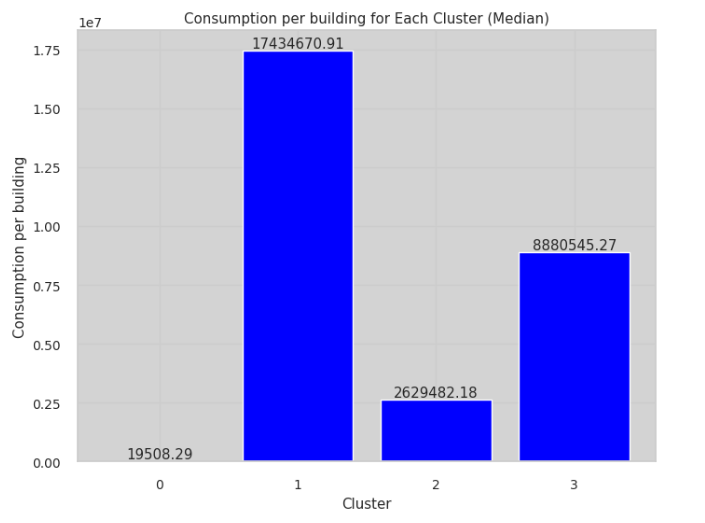 Consumption per building for Each Cluster (Median)
1e7
17434670.91
1.75
1.50
1.25
1.00
8880545.27
0.75
0.50
2629482.18
0.25
19508.29
0.00
Consumption per building
0 1 2 3
Cluster